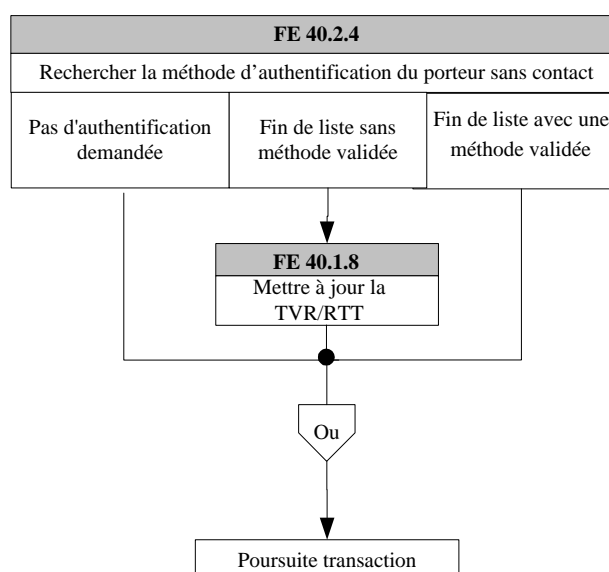 FE 40.2.4
Rechercher la méthode d’authentification du porteur sans contact
Pas d'authentification
demandée
Fin de liste sans
méthode validée
Fin de liste avec une
méthode validée
FE 40.1.8
Mettre à jour la
TVR/RTT
Ou
Poursuite transaction